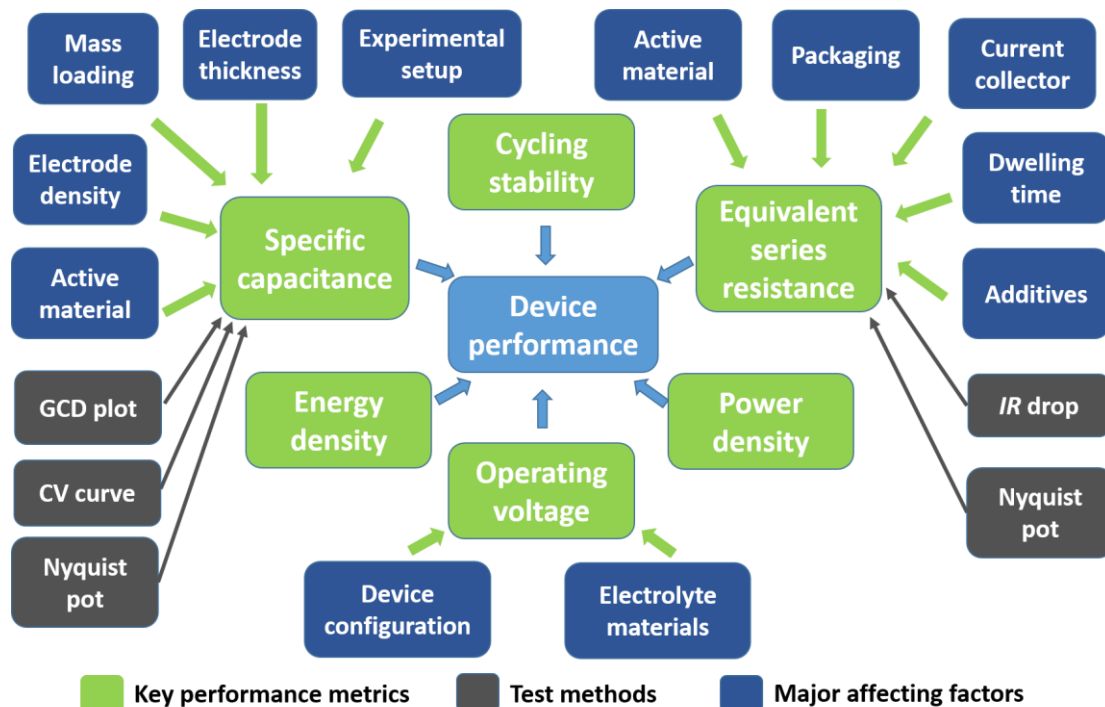 Mass
loading
Electrode
thickness
Experimental
setup
Active
material
Packaging
Current
collector
Electrode
density
Cycling
stability
Dwelling
time
Specific
capacitance
Equivalent
series
resistance
Active
material
Device
performance
Additives
GCD plot
Energy
density
Power
density
IR drop
CV curve
Operating
voltage
Nyquist
pot
Nyquist
pot
Device
configuration
Electrolyte
materials
Key performance metrics
Test methods
Major affecting factors